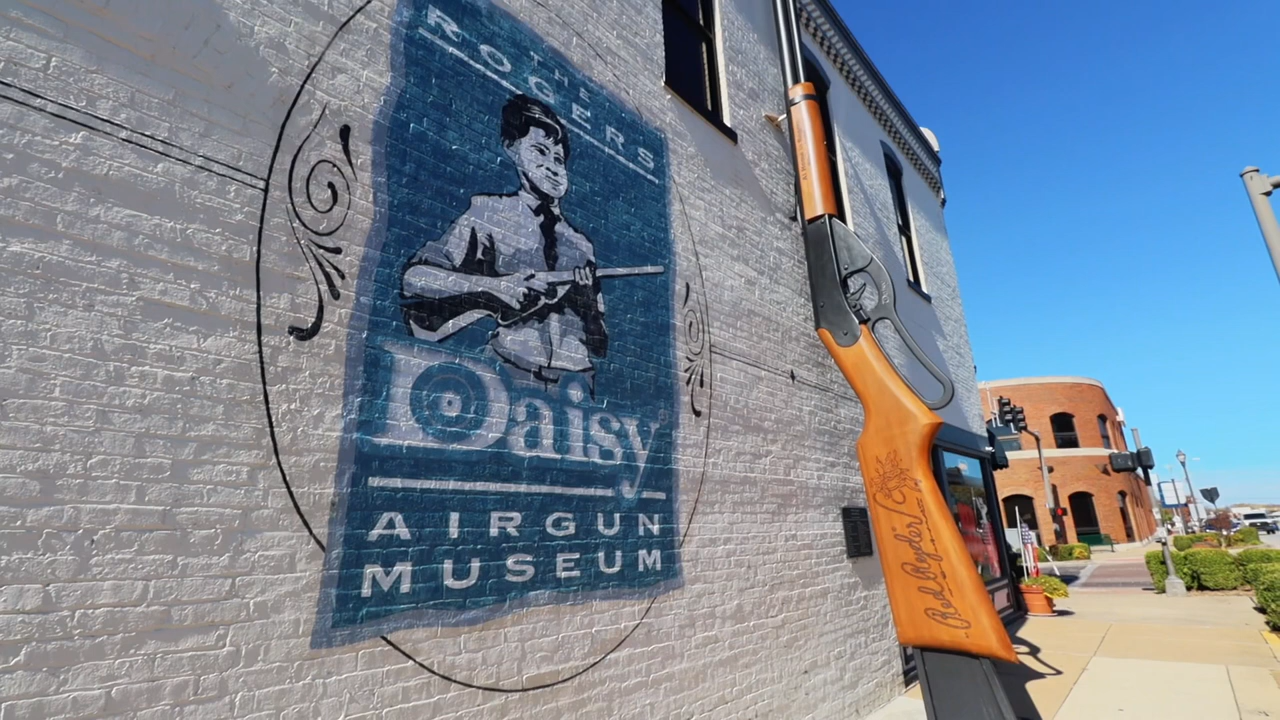 THE
ROGERS
Daisy
AIRGUN
MUSEUM
Red Ryder